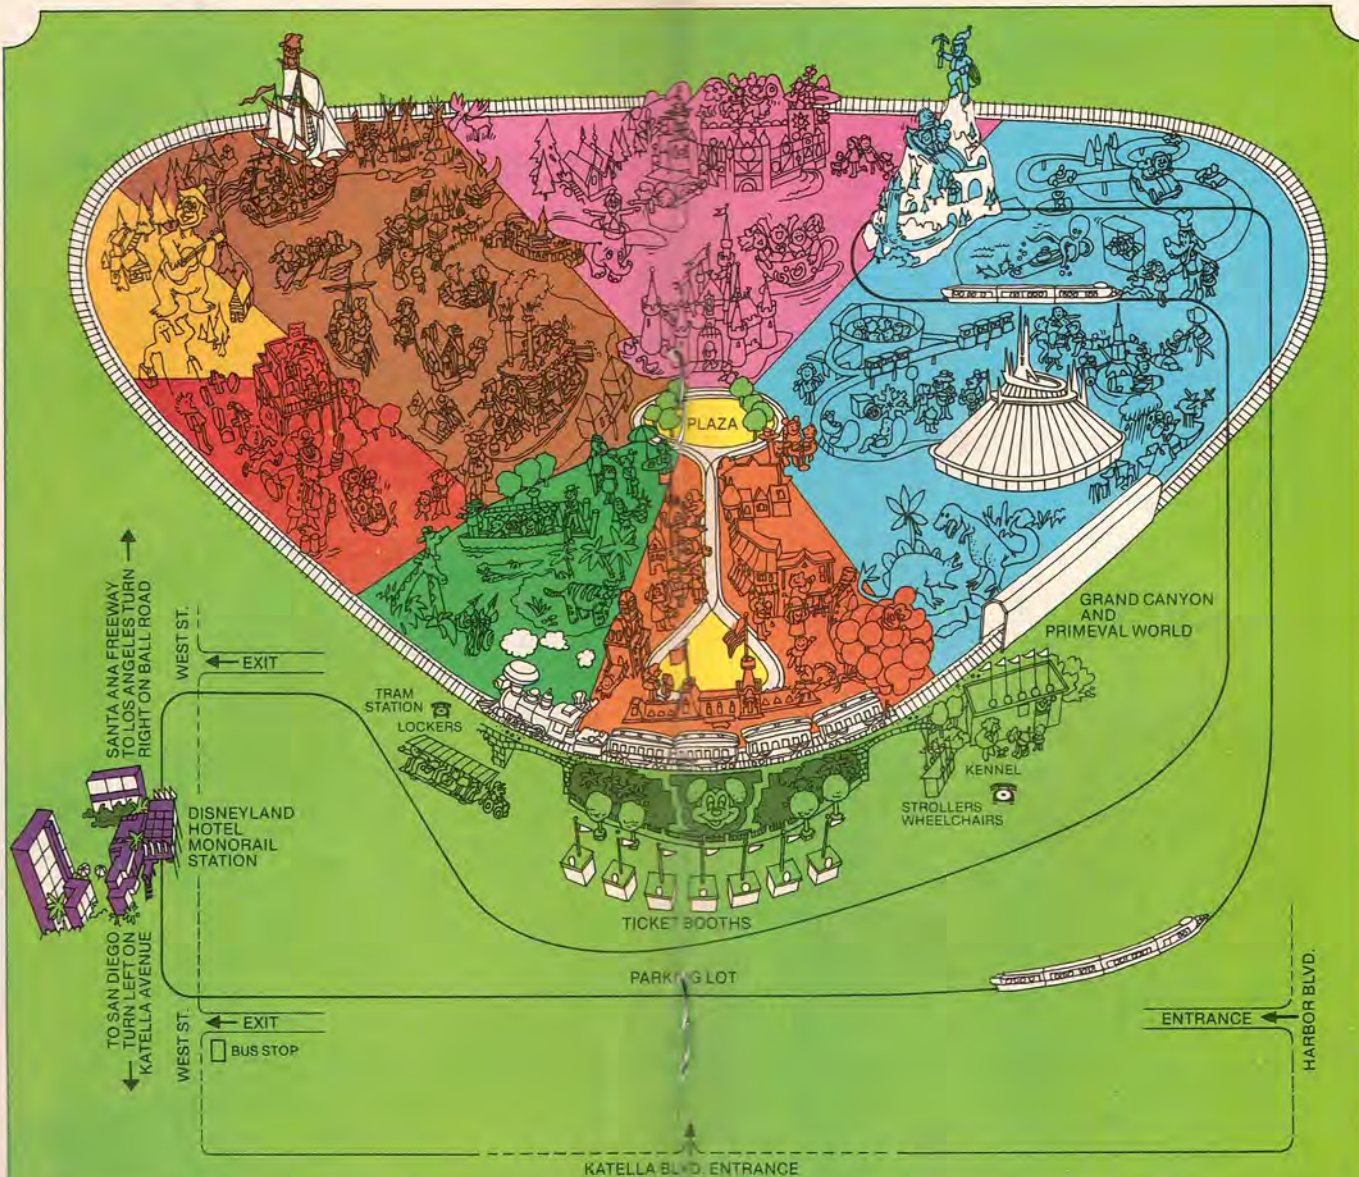 PLAZA
GRAND CANYON
AND
PRIMEVAL WORLD
SANTA ANA FREEWAY
TO LOS ANGELES TURN
RIGHT ON BALL ROAD
WEST ST.
EXIT
TRAM
STATION
LOCKERS
KENNEL
STROLLERS
WHEELCHAIRS
DISNEYLAND
HOTEL
MONORAIL
STATION
TICKET BOOTHS
PARKING LOT
TO SAN DIEGO
TURN LEFT ON
KATELLA AVENUE
WEST ST.
EXIT
BUS STOP
ENTRANCE
HARBOR BLVD.
KATELLA BLVD. ENTRANCE